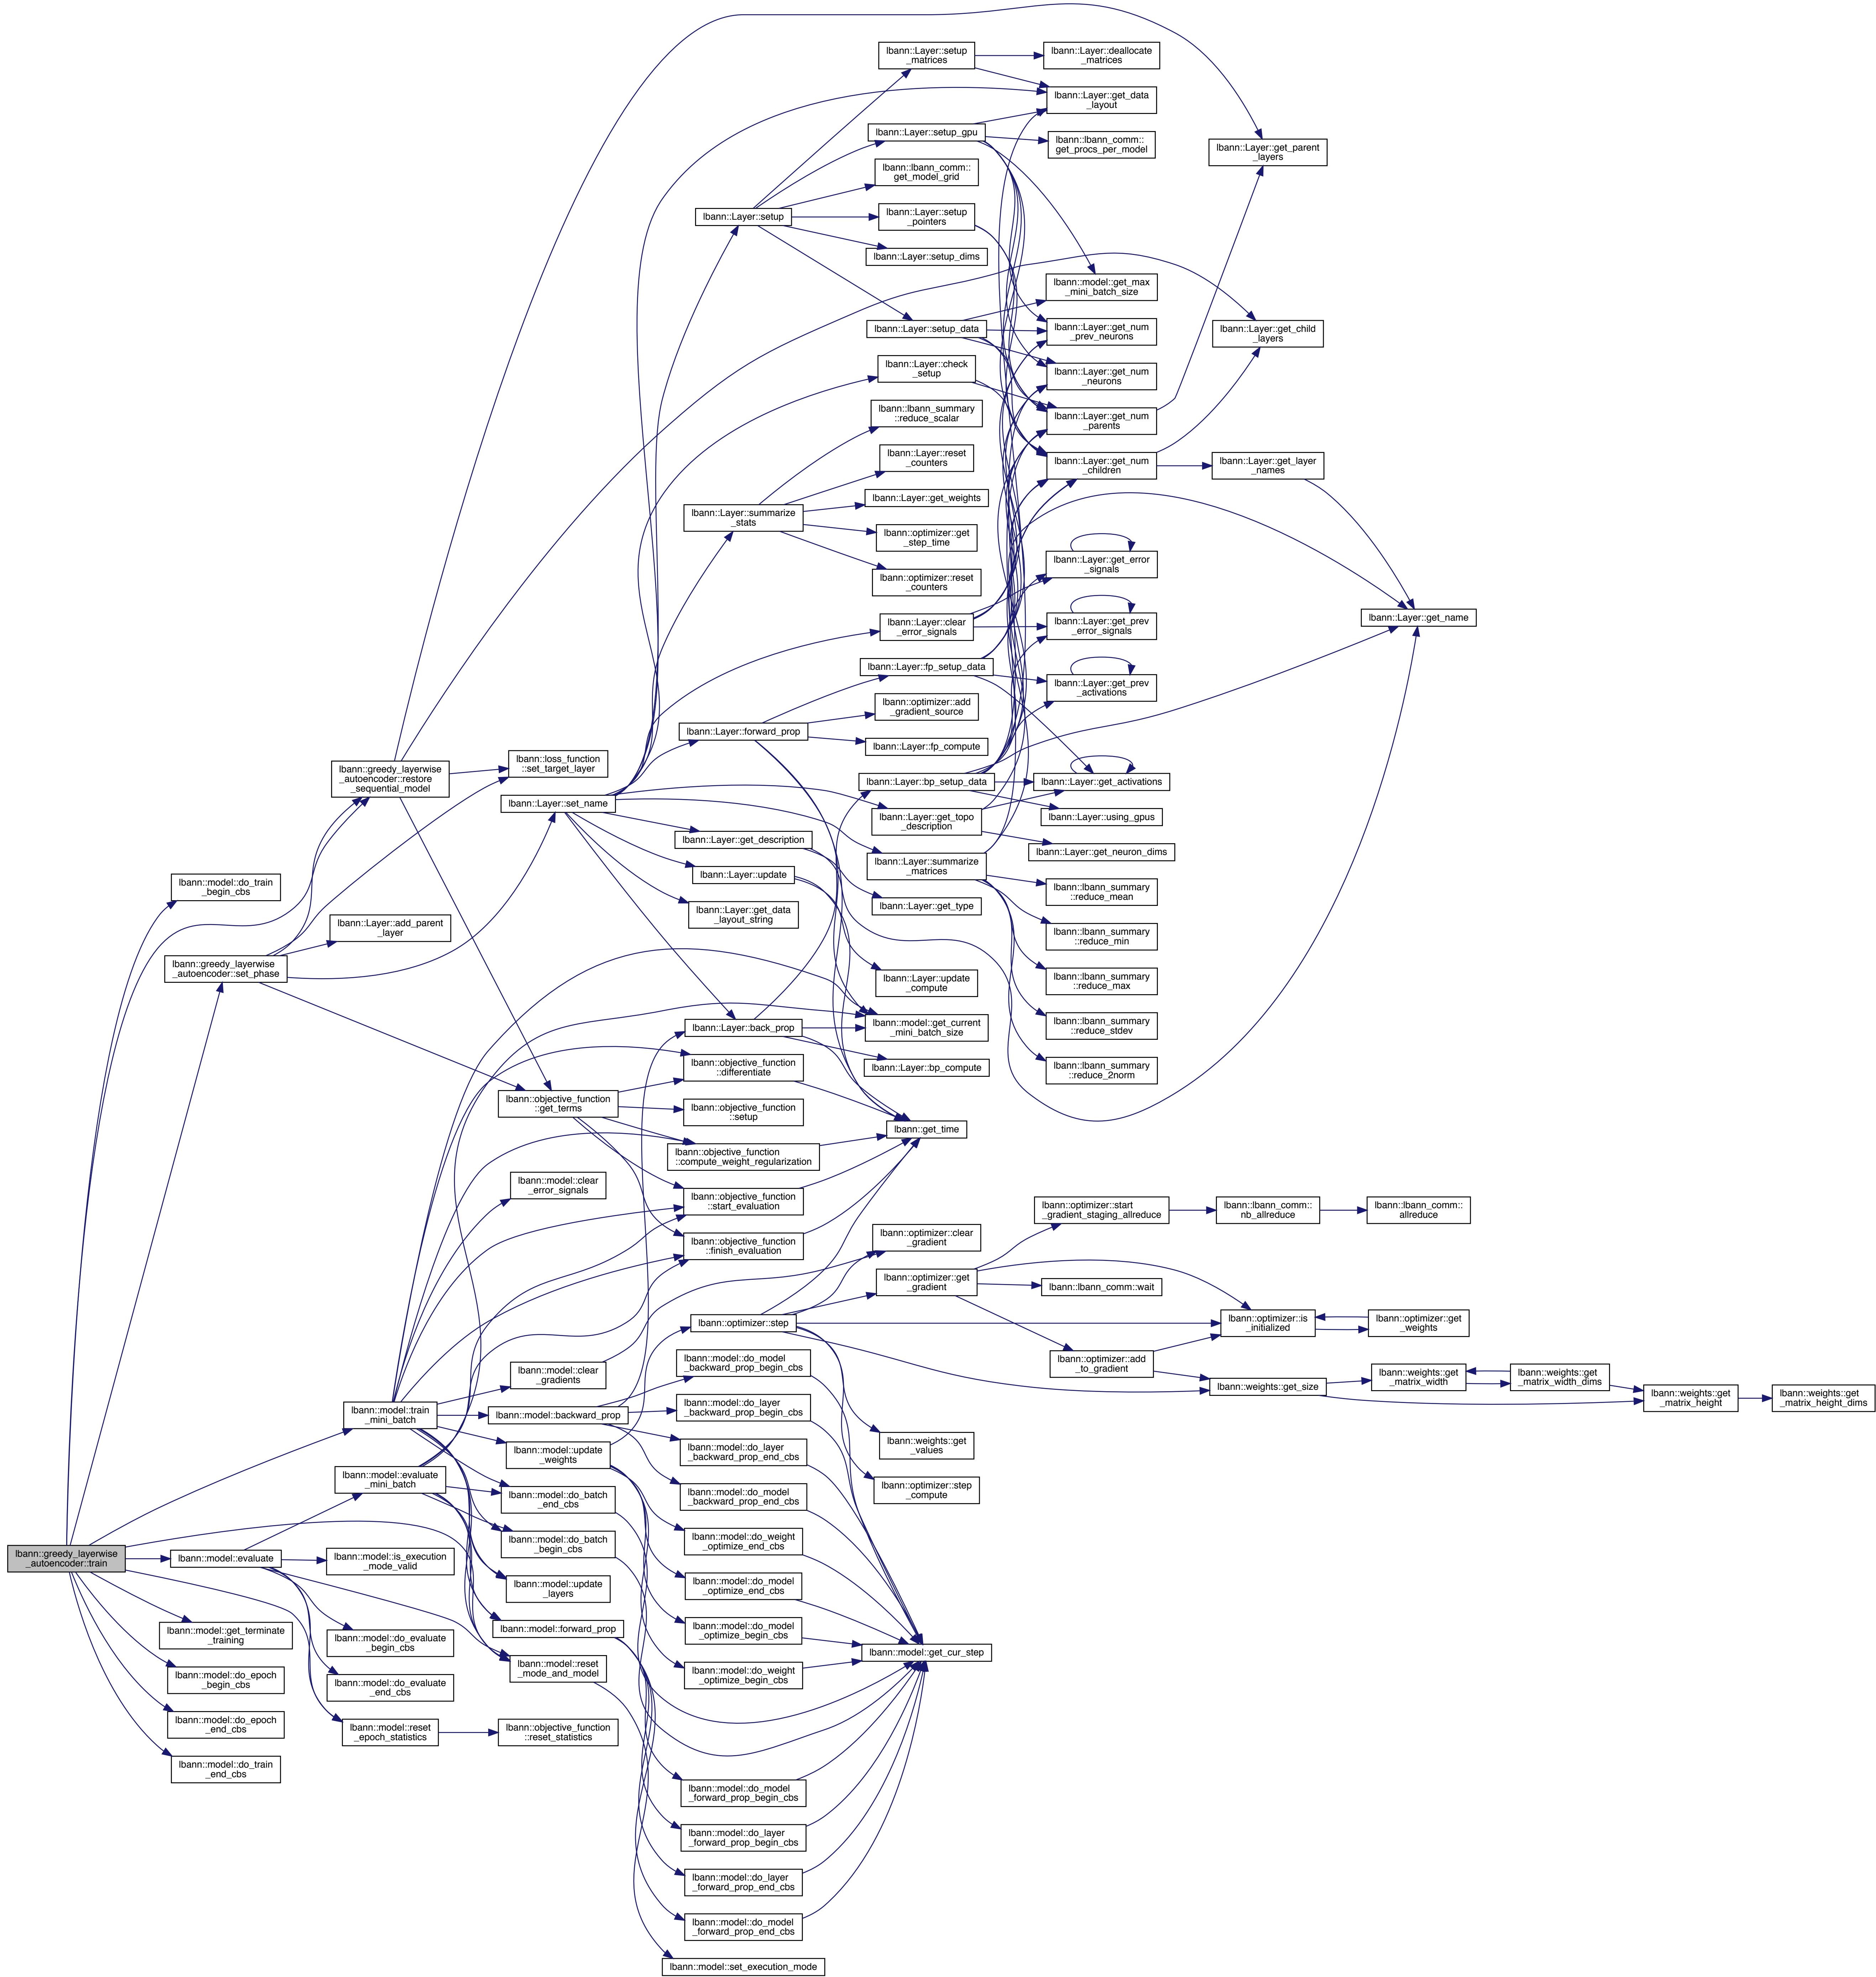 lbann::greedy_layerwise
_autoencoder::train
lbann::model::do_train
_begin_cbs
lbann::greedy_layerwise
_autoencoder::set_phase
lbann::model::evaluate
lbann::model::get_terminate
_training
lbann::model::do_epoch
_begin_cbs
lbann::model::do_epoch
_end_cbs
lbann::model::do_train
_end_cbs
lbann::greedy_layerwise
_autoencoder::restore
_sequential_model
lbann::Layer::add_parent
_layer
lbann::model::train
_mini_batch
lbann::model::evaluate
_mini_batch
lbann::model::is_execution
_mode_valid
lbann::model::do_evaluate
_begin_cbs
lbann::model::do_evaluate
_end_cbs
lbann::model::reset
_epoch_statistics
lbann::loss_function
::set_target_layer
lbann::Layer::set_name
lbann::objective_function
::get_terms
lbann::model::clear
_error_signals
lbann::model::clear
_gradients
lbann::model::backward_prop
lbann::model::update
_weights
lbann::model::do_batch
_end_cbs
lbann::model::do_batch
_begin_cbs
lbann::model::update
_layers
lbann::model::forward_prop
lbann::model::reset
_mode_and_model
lbann::objective_function
::reset_statistics
lbann::Layer::setup
lbann::Layer::summarize
_stats
lbann::Layer::forward_prop
lbann::Layer::get_description
lbann::Layer::update
lbann::Layer::get_data
_layout_string
lbann::Layer::back_prop
lbann::objective_function
::differentiate
lbann::objective_function
::setup
lbann::objective_function
::compute_weight_regularization
lbann::objective_function
::start_evaluation
lbann::objective_function
::finish_evaluation
lbann::optimizer::step
lbann::model::do_model
_backward_prop_begin_cbs
lbann::model::do_layer
_backward_prop_begin_cbs
lbann::model::do_layer
_backward_prop_end_cbs
lbann::model::do_model
_backward_prop_end_cbs
lbann::model::do_weight
_optimize_end_cbs
lbann::model::do_model
_optimize_end_cbs
lbann::model::do_model
_optimize_begin_cbs
lbann::model::do_weight
_optimize_begin_cbs
lbann::model::do_model
_forward_prop_begin_cbs
lbann::model::do_layer
_forward_prop_begin_cbs
lbann::model::do_layer
_forward_prop_end_cbs
lbann::model::do_model
_forward_prop_end_cbs
lbann::model::set_execution_mode
lbann::Layer::setup
_matrices
lbann::Layer::setup_gpu
lbann::lbann_comm::
get_model_grid
lbann::Layer::setup
_pointers
lbann::Layer::setup_dims
lbann::Layer::setup_data
lbann::Layer::check
_setup
lbann::lbann_summary
::reduce_scalar
lbann::Layer::reset
_counters
lbann::Layer::get_weights
lbann::optimizer::get
_step_time
lbann::optimizer::reset
_counters
lbann::Layer::clear
_error_signals
lbann::Layer::fp_setup_data
lbann::optimizer::add
_gradient_source
lbann::Layer::fp_compute
lbann::Layer::bp_setup_data
lbann::Layer::get_topo
_description
lbann::Layer::summarize
_matrices
lbann::Layer::get_type
lbann::Layer::update
_compute
lbann::model::get_current
_mini_batch_size
lbann::Layer::bp_compute
lbann::get_time
lbann::optimizer::clear
_gradient
lbann::optimizer::get
_gradient
lbann::weights::get
_values
lbann::optimizer::step
_compute
lbann::model::get_cur_step
lbann::Layer::deallocate
_matrices
lbann::Layer::get_data
_layout
lbann::lbann_comm::
get_procs_per_model
lbann::model::get_max
_mini_batch_size
lbann::Layer::get_num
_prev_neurons
lbann::Layer::get_num
_neurons
lbann::Layer::get_num
_parents
lbann::Layer::get_num
_children
lbann::Layer::get_error
_signals
lbann::Layer::get_prev
_error_signals
lbann::Layer::get_prev
_activations
lbann::Layer::get_activations
lbann::Layer::using_gpus
lbann::Layer::get_neuron_dims
lbann::lbann_summary
::reduce_mean
lbann::lbann_summary
::reduce_min
lbann::lbann_summary
::reduce_max
lbann::lbann_summary
::reduce_stdev
lbann::lbann_summary
::reduce_2norm
lbann::optimizer::start
_gradient_staging_allreduce
lbann::lbann_comm::wait
lbann::optimizer::add
_to_gradient
lbann::Layer::get_parent
_layers
lbann::Layer::get_child
_layers
lbann::Layer::get_layer
_names
lbann::lbann_comm::
nb_allreduce
lbann::optimizer::is
_initialized
lbann::weights::get_size
lbann::Layer::get_name
lbann::lbann_comm::
allreduce
lbann::optimizer::get
_weights
lbann::weights::get
_matrix_width
lbann::weights::get
_matrix_width_dims
lbann::weights::get
_matrix_height
lbann::weights::get
_matrix_height_dims